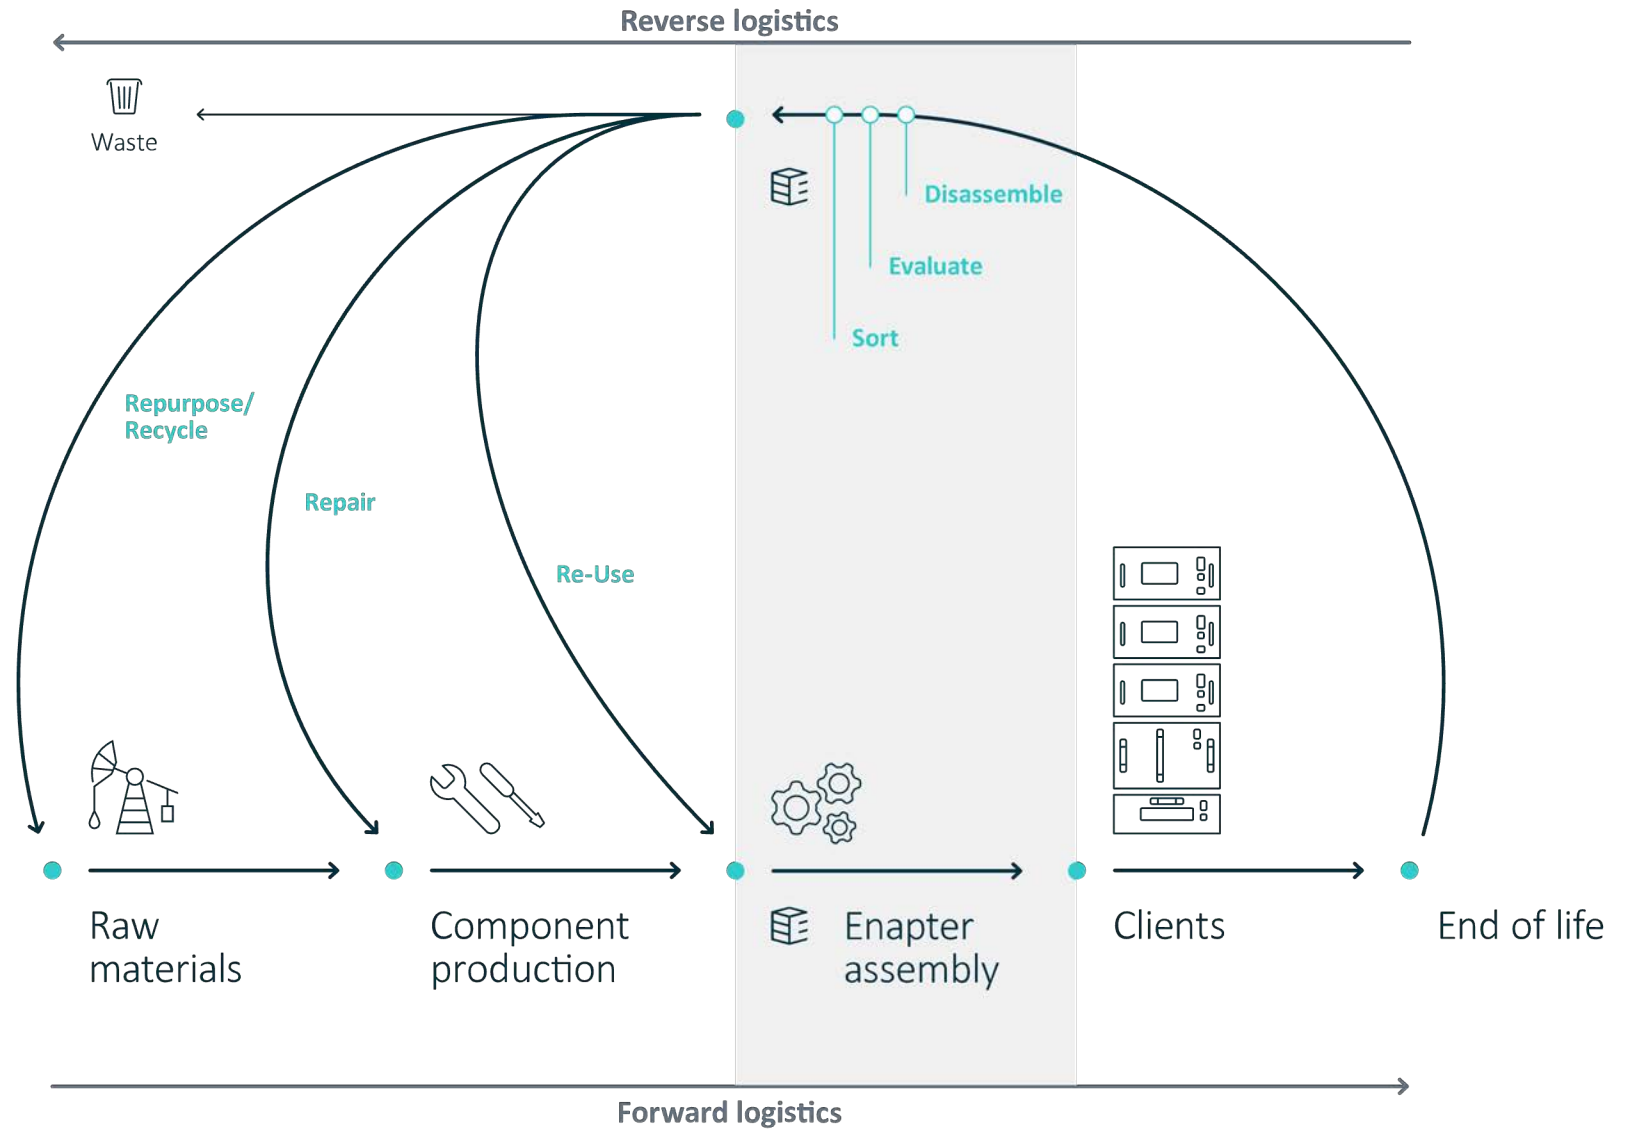 Reverse logistics
Waste
Disassemble
Evaluate
Sort
Repurpose/
Recycle
Repair
Re-Use
Raw
materials
Component
production
Enapter
assembly
Clients
End of life
Forward logistics